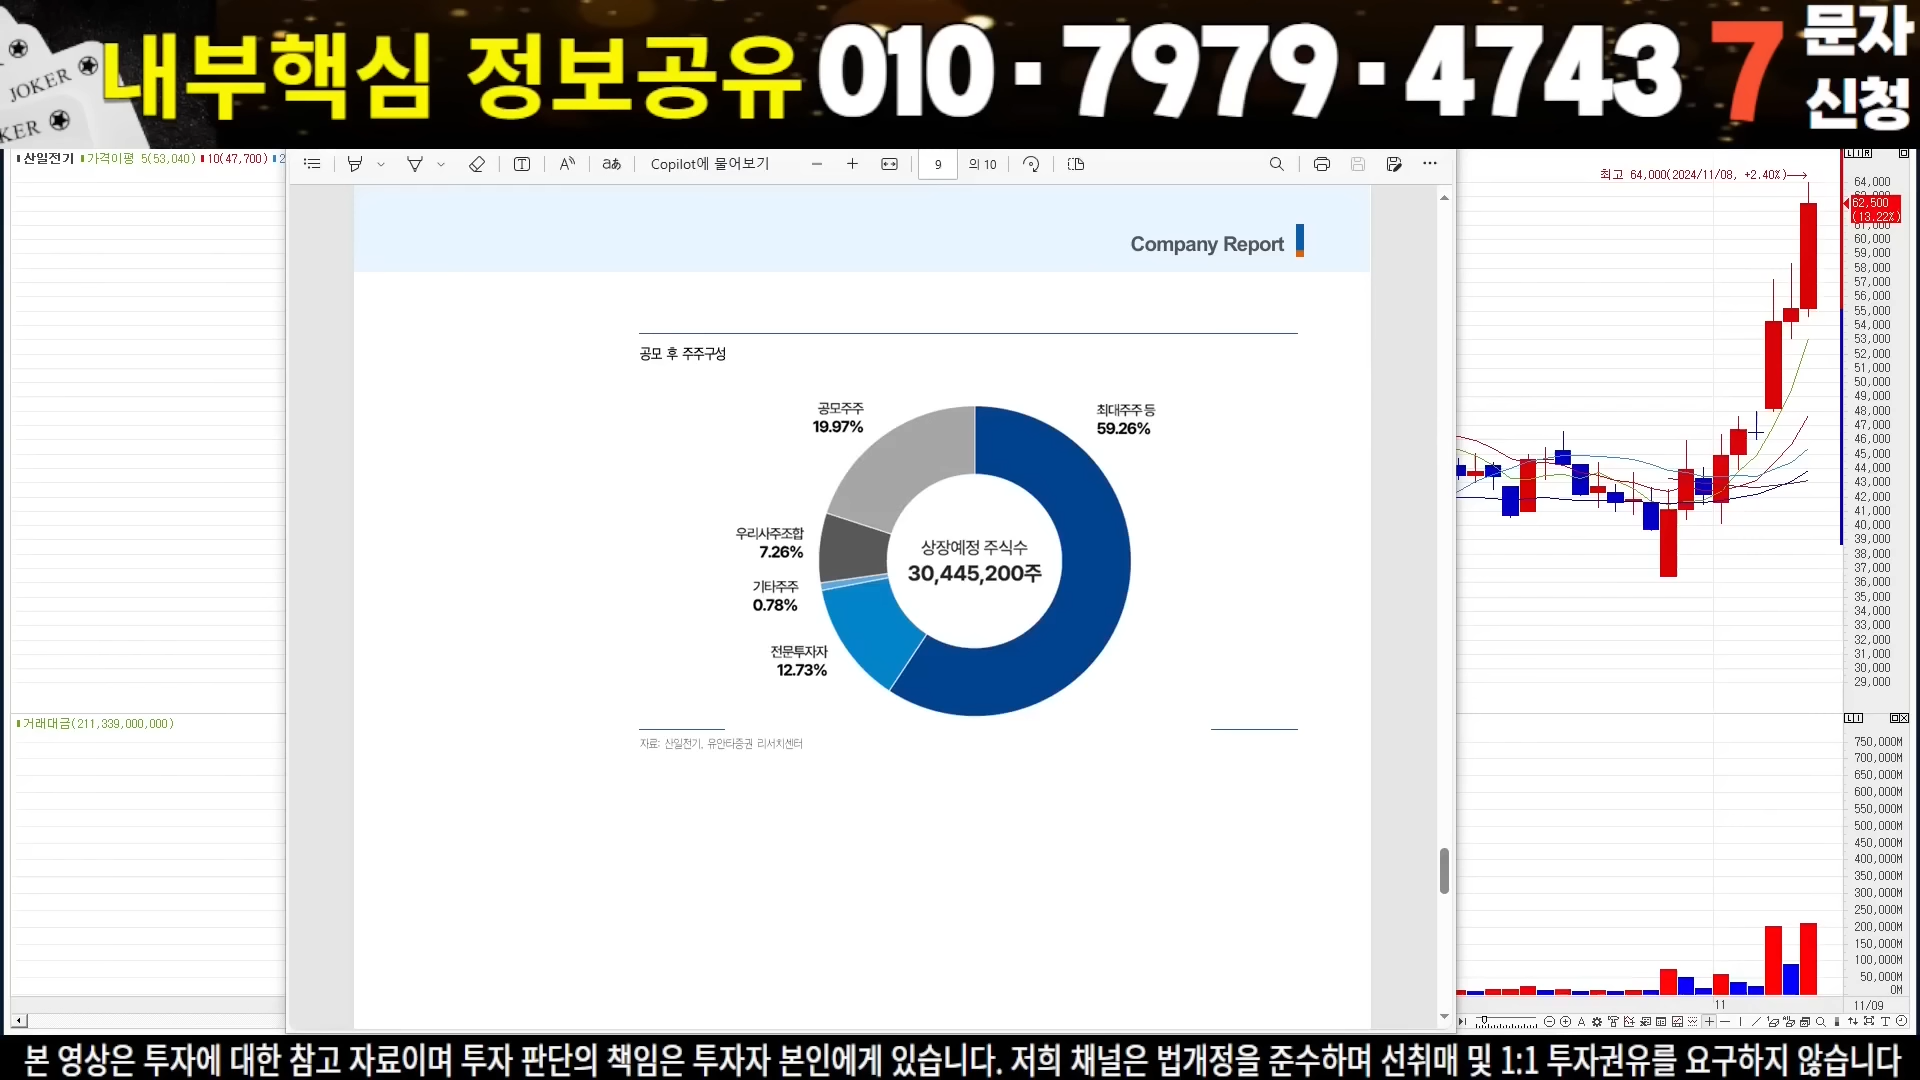 JOKER
KER
내부핵심 정보공유 010·7979·4743 7 문자
신청
산일전기 가격이평 5(53,040) 10(47,700) 2
Copilot에 물어보기
9 의 10
Company Report
공모 후 주주구성
공모주주
19.97%
최대주주 등
59.26%
우리사주조합
7.26%
기타주주
0.78%
전문투자자
12.73%
상장예정 주식수
30,445,200주
자료: 산일전기, 유안타증권 리서치센터
최고 64,000(2024/11/08, +2.40%)
64,000
62,500
(13.22%)
60,000
59,000
58,000
57,000
56,000
55,000
54,000
53,000
52,000
51,000
50,000
49,000
48,000
47,000
46,000
45,000
44,000
43,000
42,000
41,000
40,000
39,000
38,000
37,000
36,000
35,000
34,000
33,000
32,000
31,000
30,000
29,000
거래대금(211,339,000,000)
750,000M
700,000M
650,000M
600,000M
550,000M
500,000M
450,000M
400,000M
350,000M
300,000M
250,000M
200,000M
150,000M
100,000M
50,000M
0M
11
11/09
본 영상은 투자에 대한 참고 자료이며 투자 판단의 책임은 투자자 본인에게 있습니다. 저희 채널은 법개정을 준수하며 선취매 및 1:1 투자권유를 요구하지 않습니다